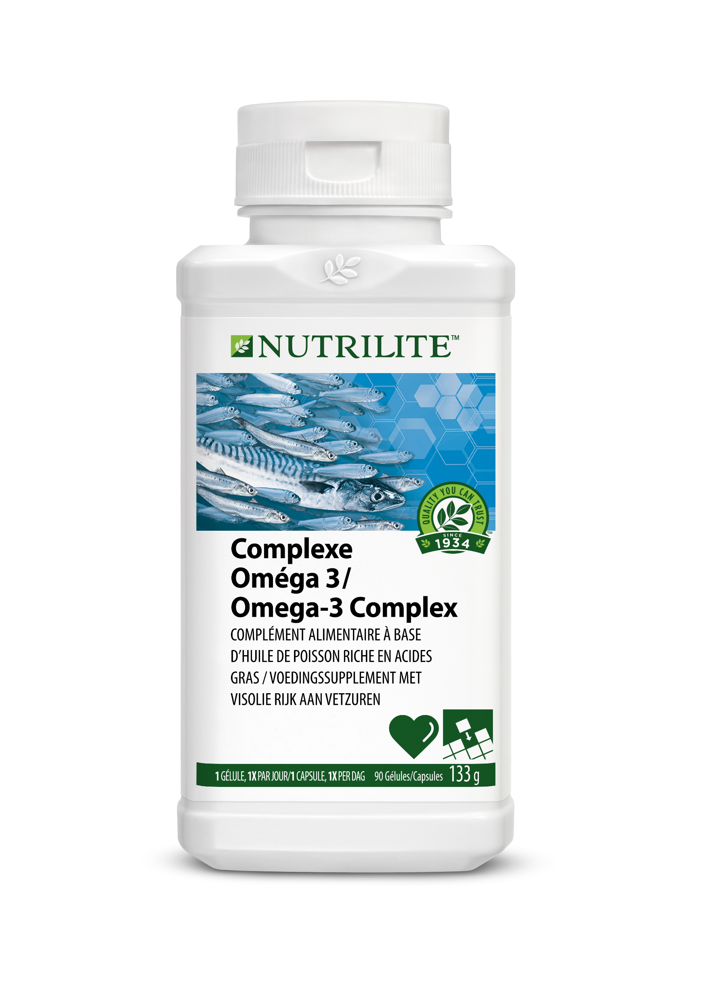 NUTRILITE™
QUALITY YOU CAN TRUST
™
SINCE
1934
Complexe
Oméga 3/
Omega-3 Complex
COMPLÉMENT ALIMENTAIRE À BASE
D'HUILE DE POISSON RICHE EN ACIDES
GRAS / VOEDINGSSUPPLEMENT MET
VISOLIE RIJK AAN VETZUREN
1 GÉLULE, 1X PAR JOUR/1 CAPSULE, 1X PER DAG 90 Gélules/Capsules 133 g